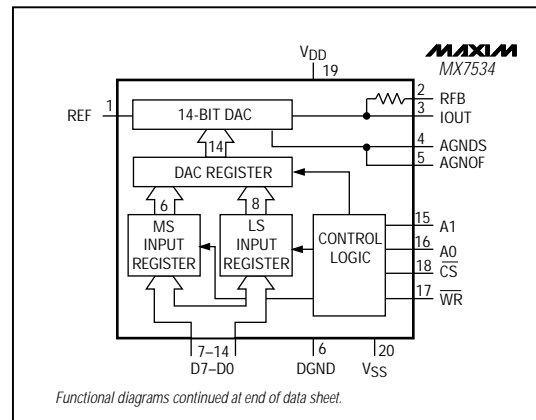 VDD
19
MAXIM
MX7534
REF 1
14-BIT DAC
2 RFB
3 IOUT
14
4 AGNDS
5 AGNOF
DAC REGISTER
6
8
MS INPUT REGISTER
LS INPUT REGISTER
CONTROL LOGIC
15 A1
16 A0
18 CS
17 WR
7–14
D7–D0
6
DGND
20
VSS
Functional diagrams continued at end of data sheet.